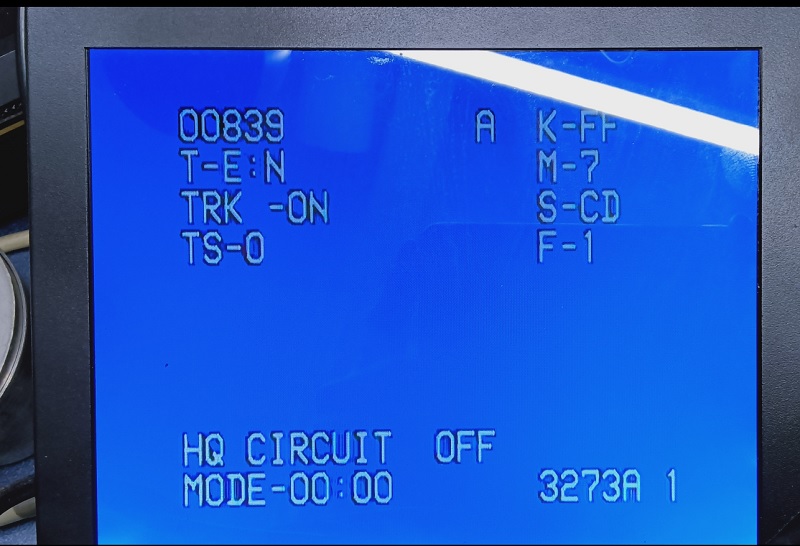 00839 A K-FF
T-E:N M-7
TRK -ON S-CD
TS-0 F-1
HQ CIRCUIT OFF
MODE-00:00 3273A 1